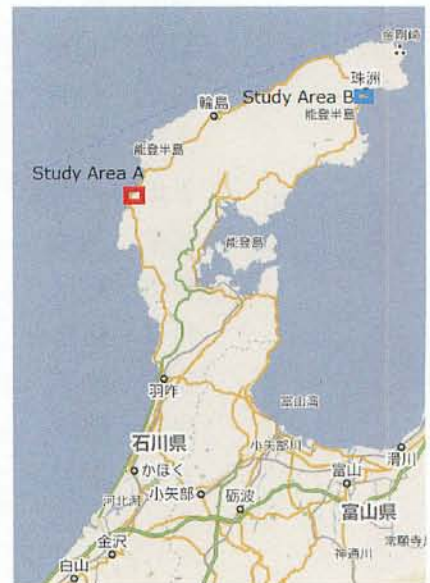 金剛崎
珠洲
輪島
Study Area B
能登半島
能登半島
Study Area A
能登島
羽咋
富山湾
石川県
小矢部川
滑川
かほく
富山
河北潟
小矢部
砺波
富山県
金沢
常願寺川
神通川
白山